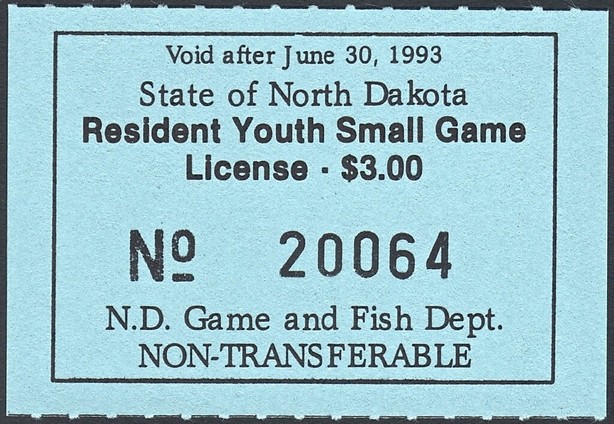 Void after June 30, 1993
State of North Dakota
Resident Youth Small Game
License · $3.00
Nº 20064
N.D. Game and Fish Dept.
NON-TRANSFERABLE